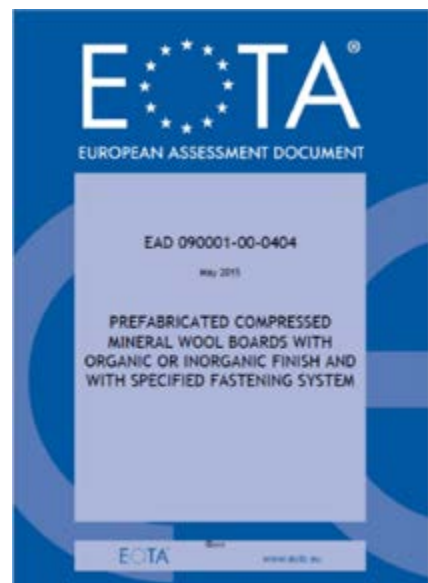 EOTA®
EUROPEAN ASSESSMENT DOCUMENT
EAD 090001-00-0404
May 2015
PREFABRICATED COMPRESSED
MINERAL WOOL BOARDS WITH
ORGANIC OR INORGANIC FINISH AND
WITH SPECIFIED FASTENING SYSTEM
EOTA
www.eota.eu